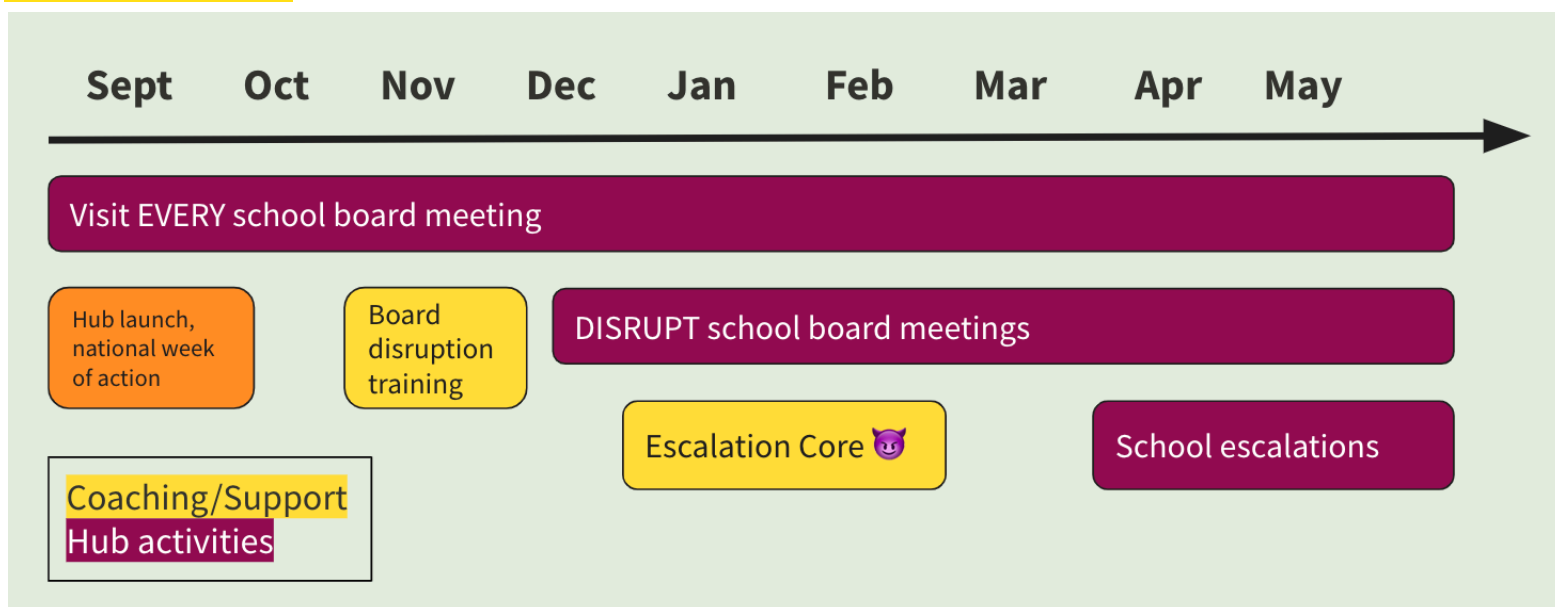 Sept Oct Nov Dec Jan Feb Mar Apr May
Visit EVERY school board meeting
Hub launch,
national week
of action
Board
disruption
training
DISRUPT school board meetings
Escalation Core 😈
School escalations
Coaching/Support
Hub activities